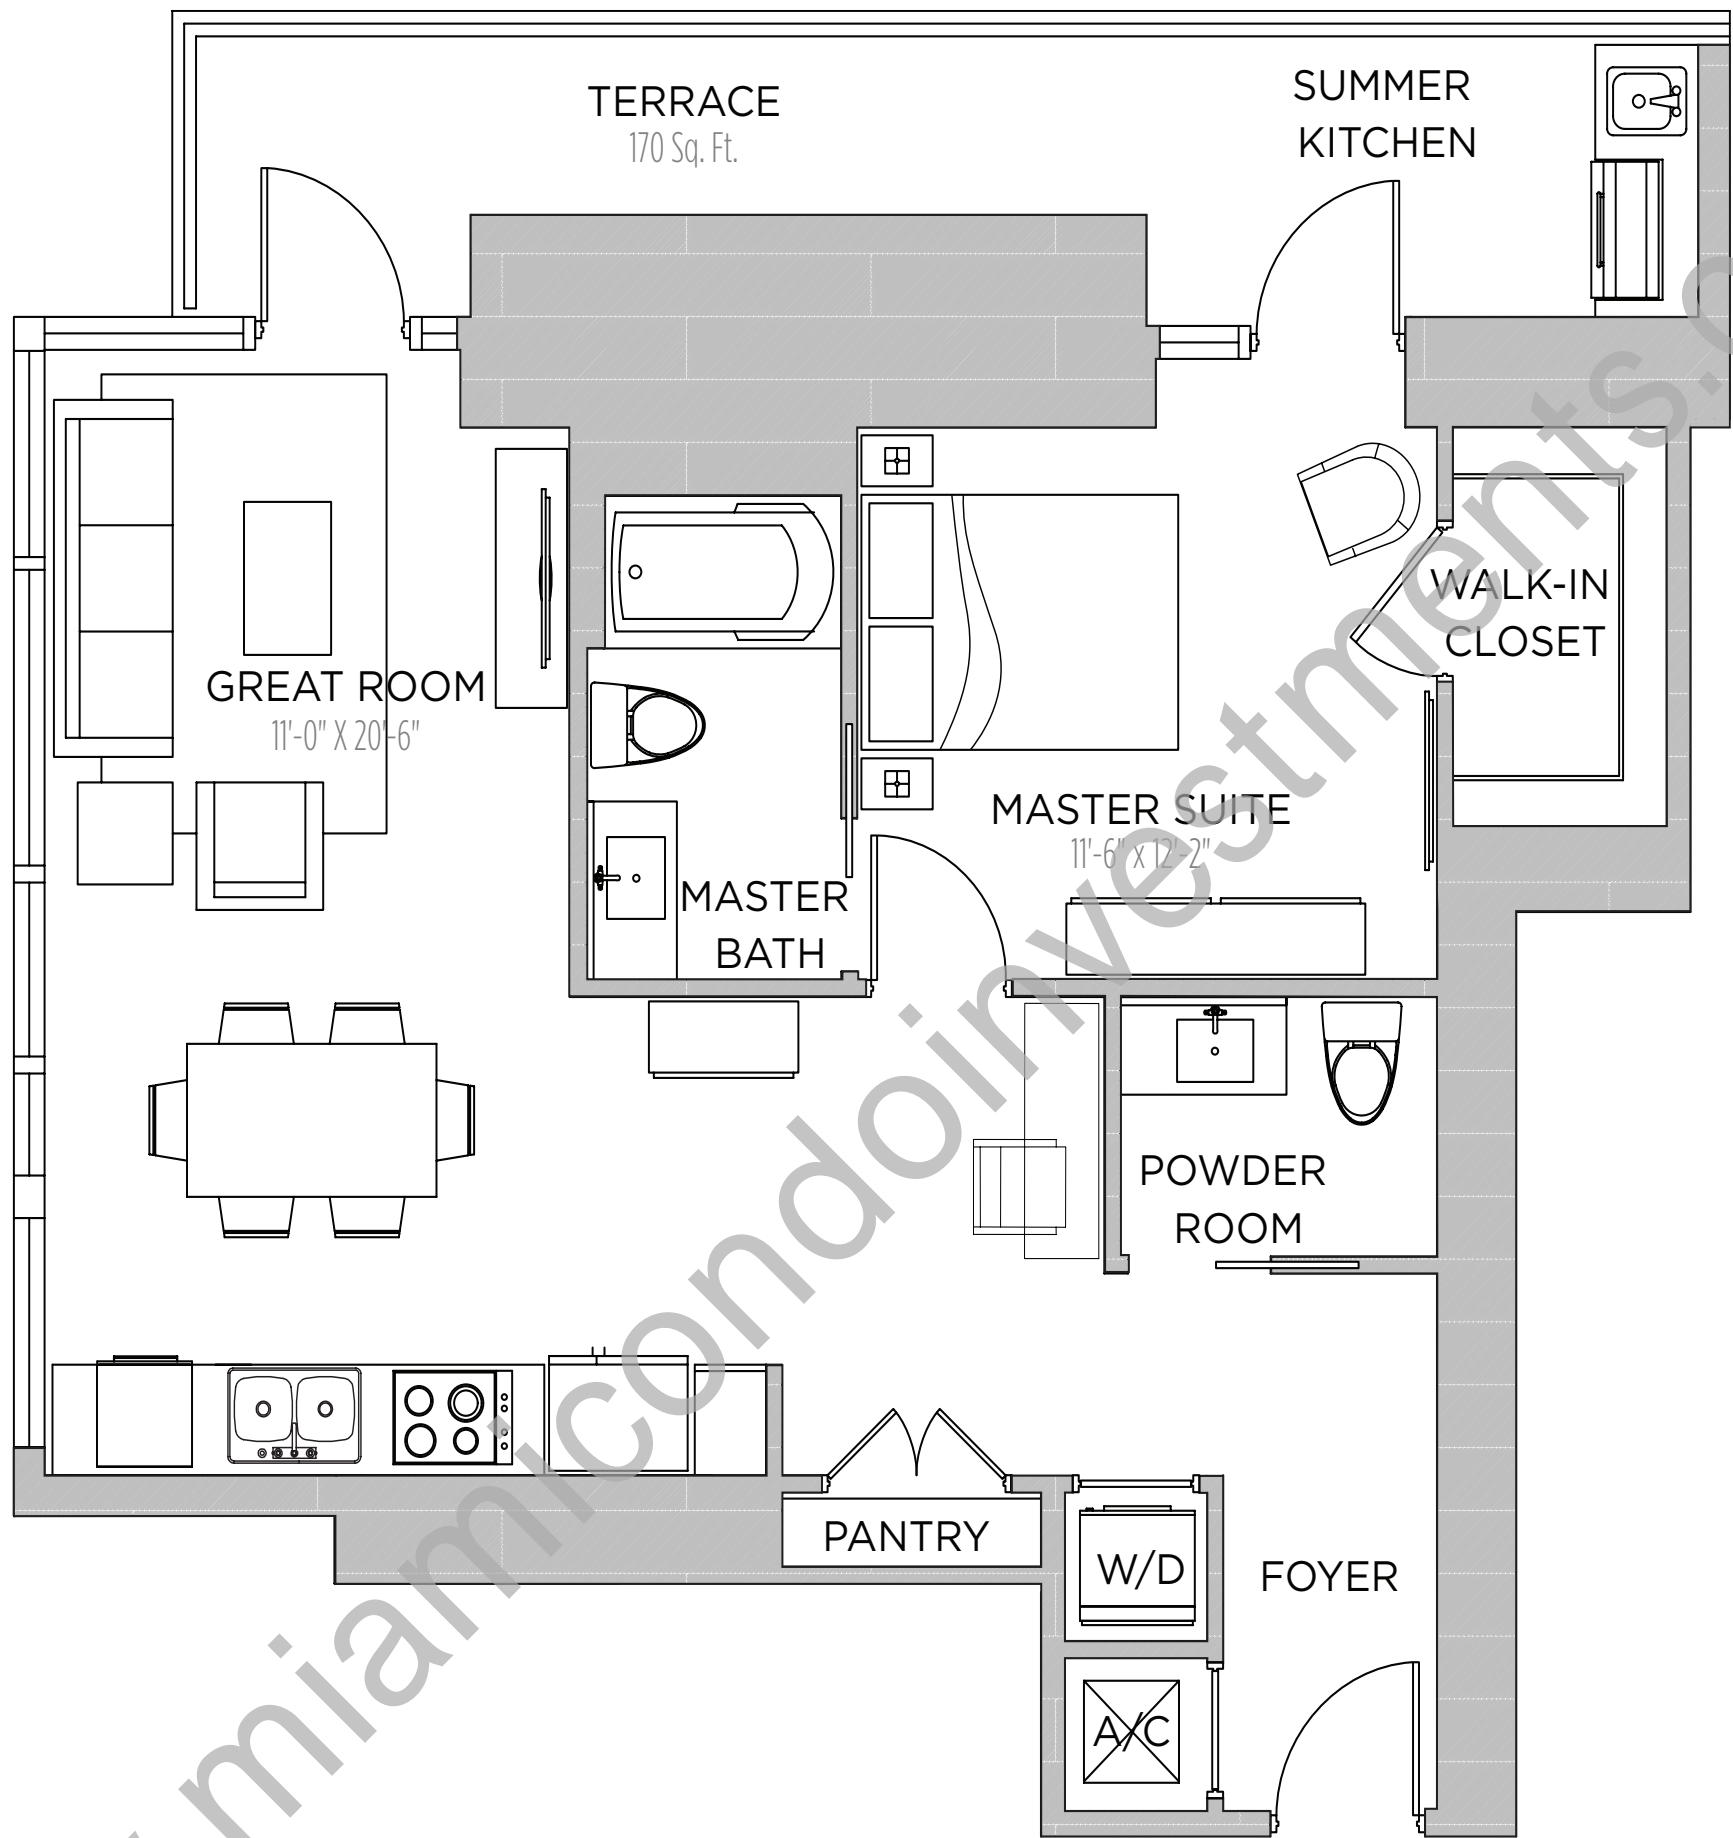 TERRACE
170 Sq. Ft.
SUMMER
KITCHEN
GREAT ROOM
11'-0" X 20'-6"
WALK-IN
CLOSET
MASTER SUITE
11'-6" x 12'-2"
MASTER
BATH
POWDER
ROOM
PANTRY
W/D
FOYER
A/C
miamicondoinvestments.c